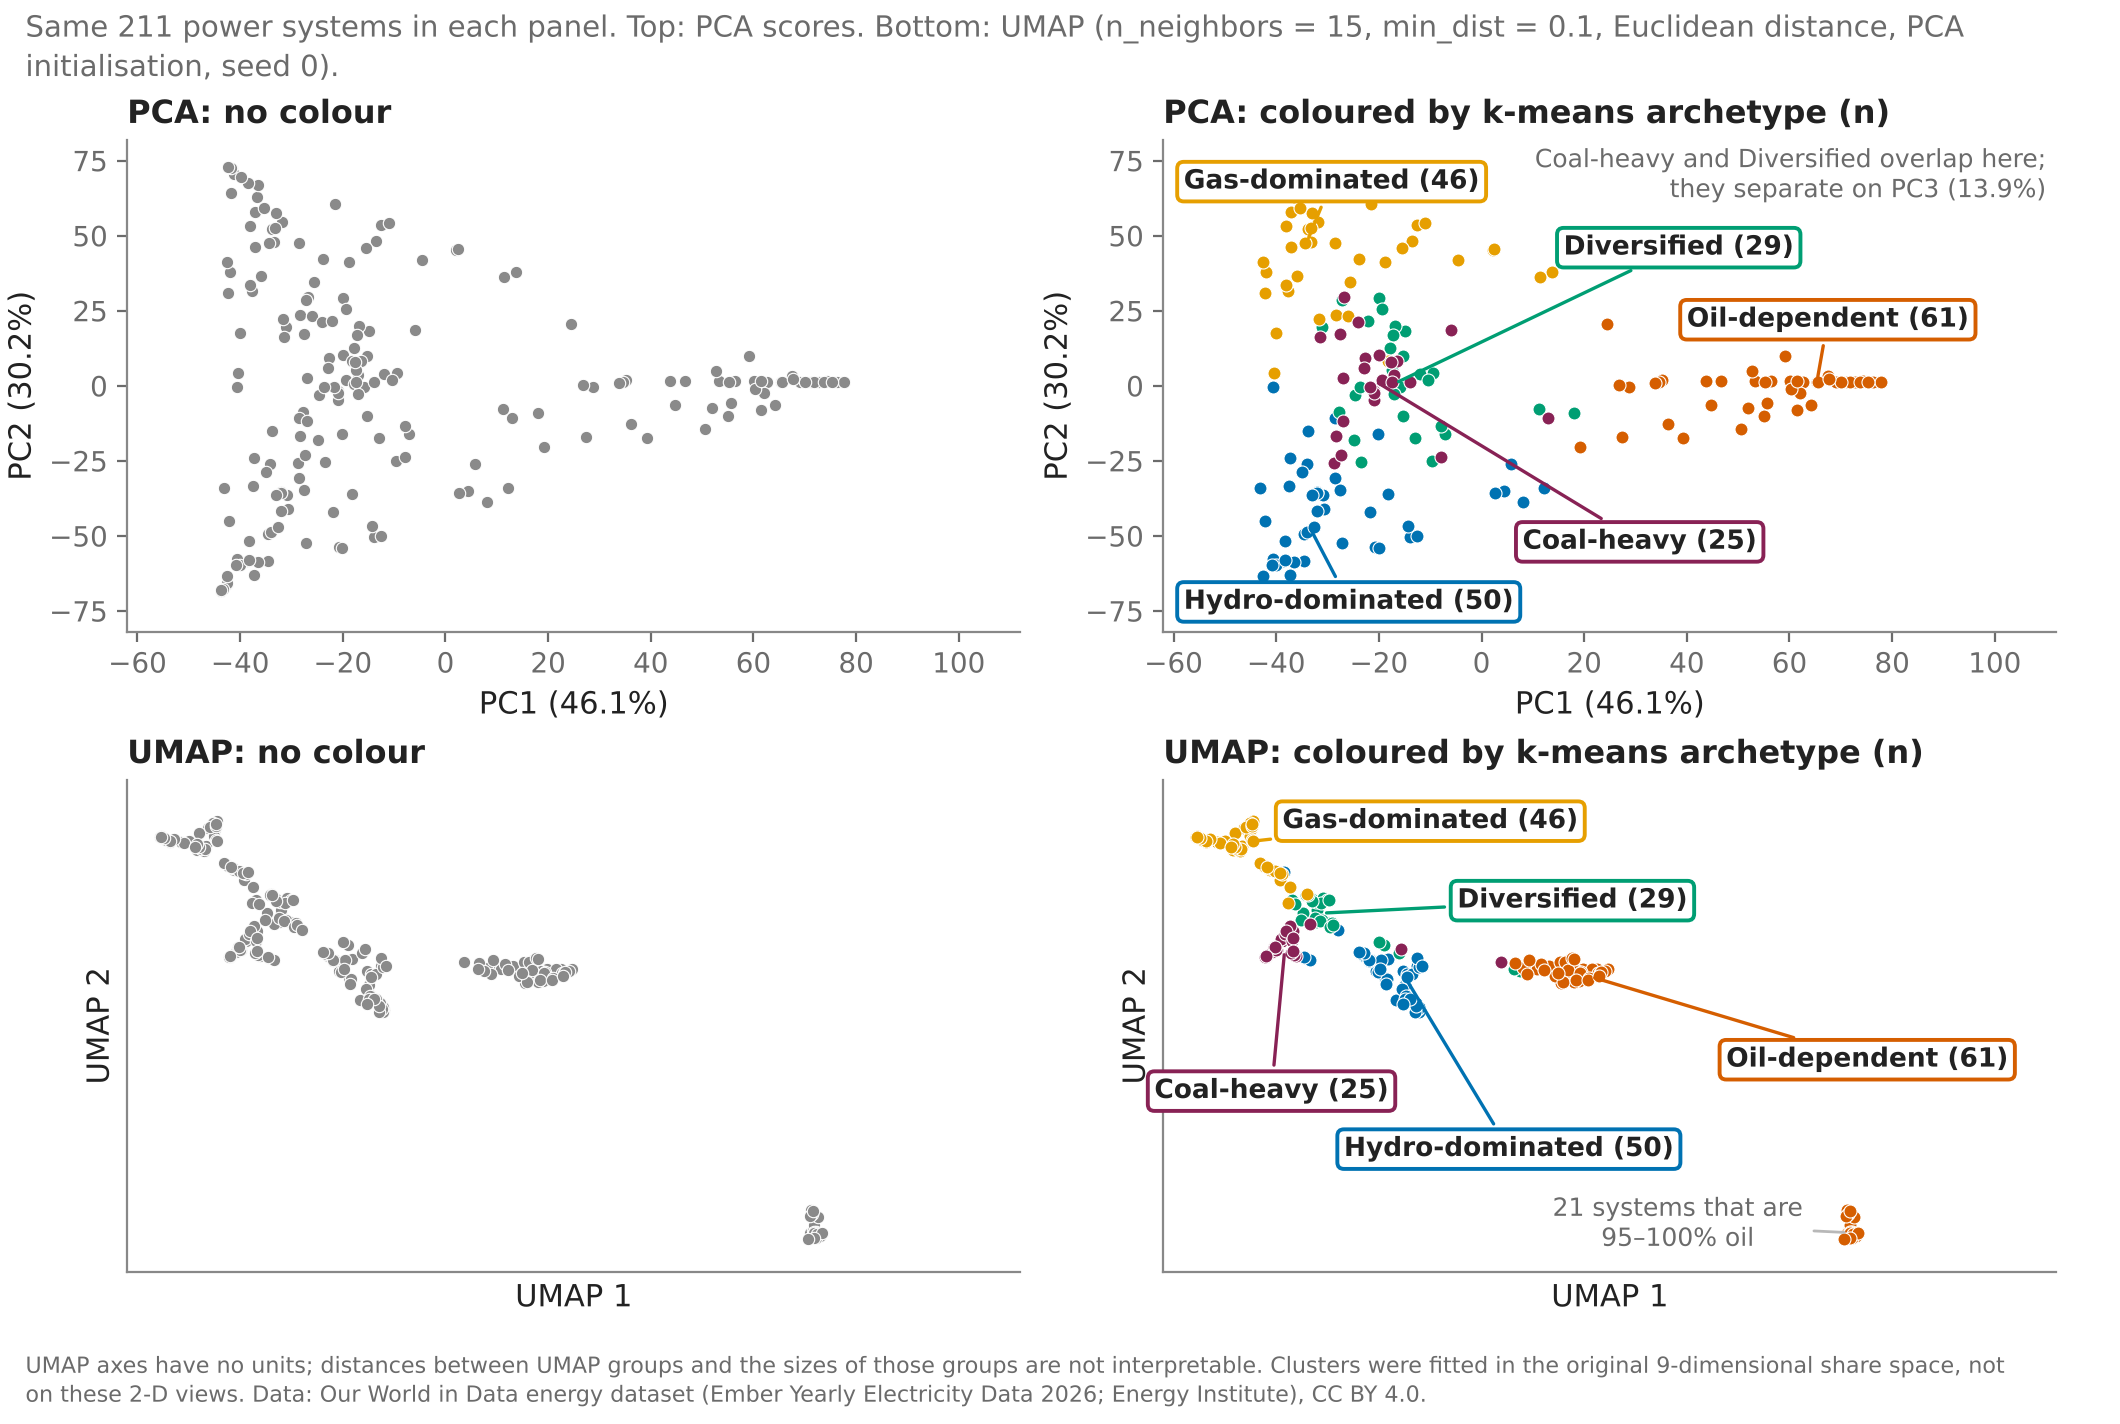 Same 211 power systems in each panel. Top: PCA scores. Bottom: UMAP (n_neighbors = 15, min_dist = 0.1, Euclidean distance, PCA
initialisation, seed 0).
PCA: no colour
75
50
25
0
−25
−50
−75
PC2 (30.2%)
−60
−40
−20
0
20
40
60
80
100
PC1 (46.1%)
PCA: coloured by k-means archetype (n)
Coal-heavy and Diversified overlap here;
they separate on PC3 (13.9%)
Gas-dominated (46)
Diversified (29)
Oil-dependent (61)
Coal-heavy (25)
Hydro-dominated (50)
75
50
25
0
−25
−50
−75
PC2 (30.2%)
−60
−40
−20
0
20
40
60
80
100
PC1 (46.1%)
UMAP: no colour
UMAP 2
UMAP 1
UMAP: coloured by k-means archetype (n)
Gas-dominated (46)
Diversified (29)
Oil-dependent (61)
Coal-heavy (25)
Hydro-dominated (50)
21 systems that are
95–100% oil
UMAP 2
UMAP 1
UMAP axes have no units; distances between UMAP groups and the sizes of those groups are not interpretable. Clusters were fitted in the original 9-dimensional share space, not
on these 2-D views. Data: Our World in Data energy dataset (Ember Yearly Electricity Data 2026; Energy Institute), CC BY 4.0.